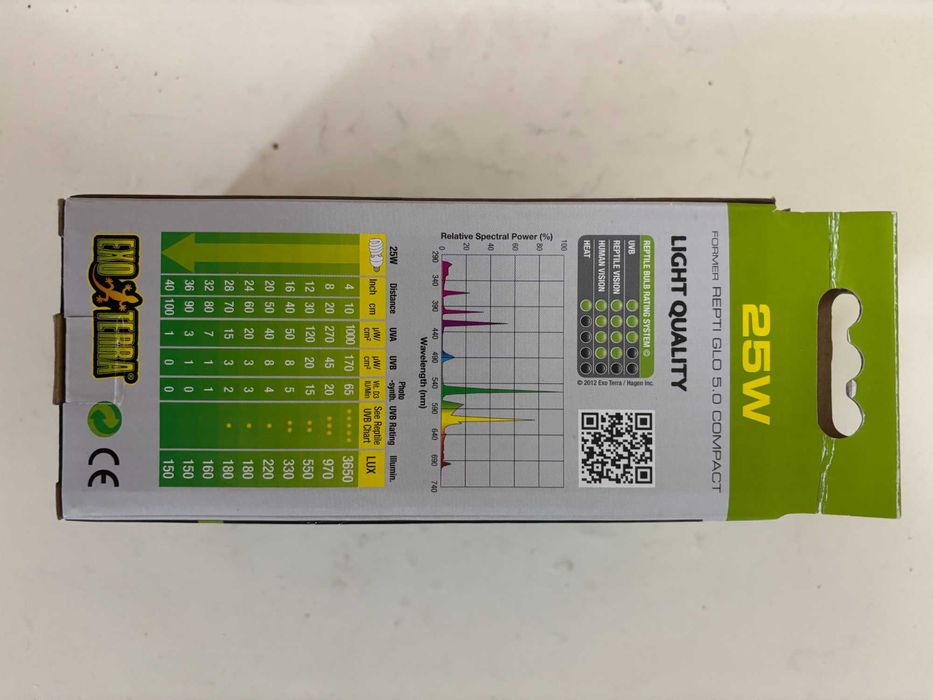 25W
FORMER REPTI GLO 5.0 COMPACT
LIGHT QUALITY
REPTILE BULB RATING SYSTEM ©
UVB
REPTILE VISION
HUMAN VISION
HEAT
© 2012 Exo Terra / Hagen Inc.
Relative Spectral Power (%)
100
80
60
40
20
0
290 340 390 440 490 540 590 640 690 740
Wavelength (nm)
25W Distance UVA UVB Photo-synth. UVB Rating Illumin.
Inch cm µW/cm² µW/cm² Vit. D3 IU/Min See Reptile UVB Chart LUX
4 10 1000 170 65 3650
8 20 270 45 20 970
12 30 120 20 15 550
16 40 50 8 5 330
20 50 40 8 4 220
24 60 20 3 3 180
28 70 15 3 2 180
32 80 7 1 1 160
36 90 3 1 0 150
40 100 1 0 0 150
EXO TERRA®
CE